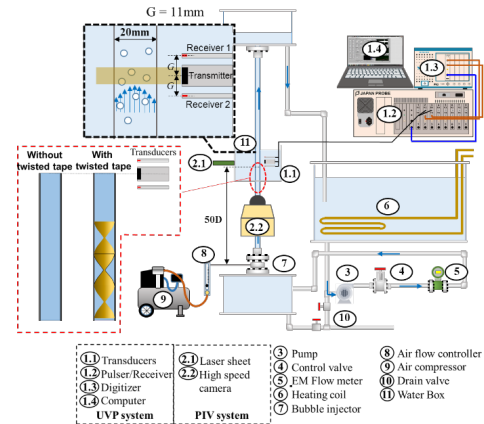 G = 11mm
20mm
Receiver 1
G
Transmitter
G
Receiver 2
1.4
1.3
JAPAN PROBE
1.2
11
2.1
1.1
Without
twisted tape
With
twisted tape
Transducers
50D
2.2
6
8
7
9
3
4
5
10
1.1 Transducers
1.2 Pulser/Receiver
1.3 Digitizer
1.4 Computer
UVP system
2.1 Laser sheet
2.2 High speed
camera
PIV system
3 Pump
4 Control valve
5 .EM Flow meter
6 Heating coil
7 Bubble injector
8 Air flow controller
9 Air compressor
10 Drain valve
11 Water Box